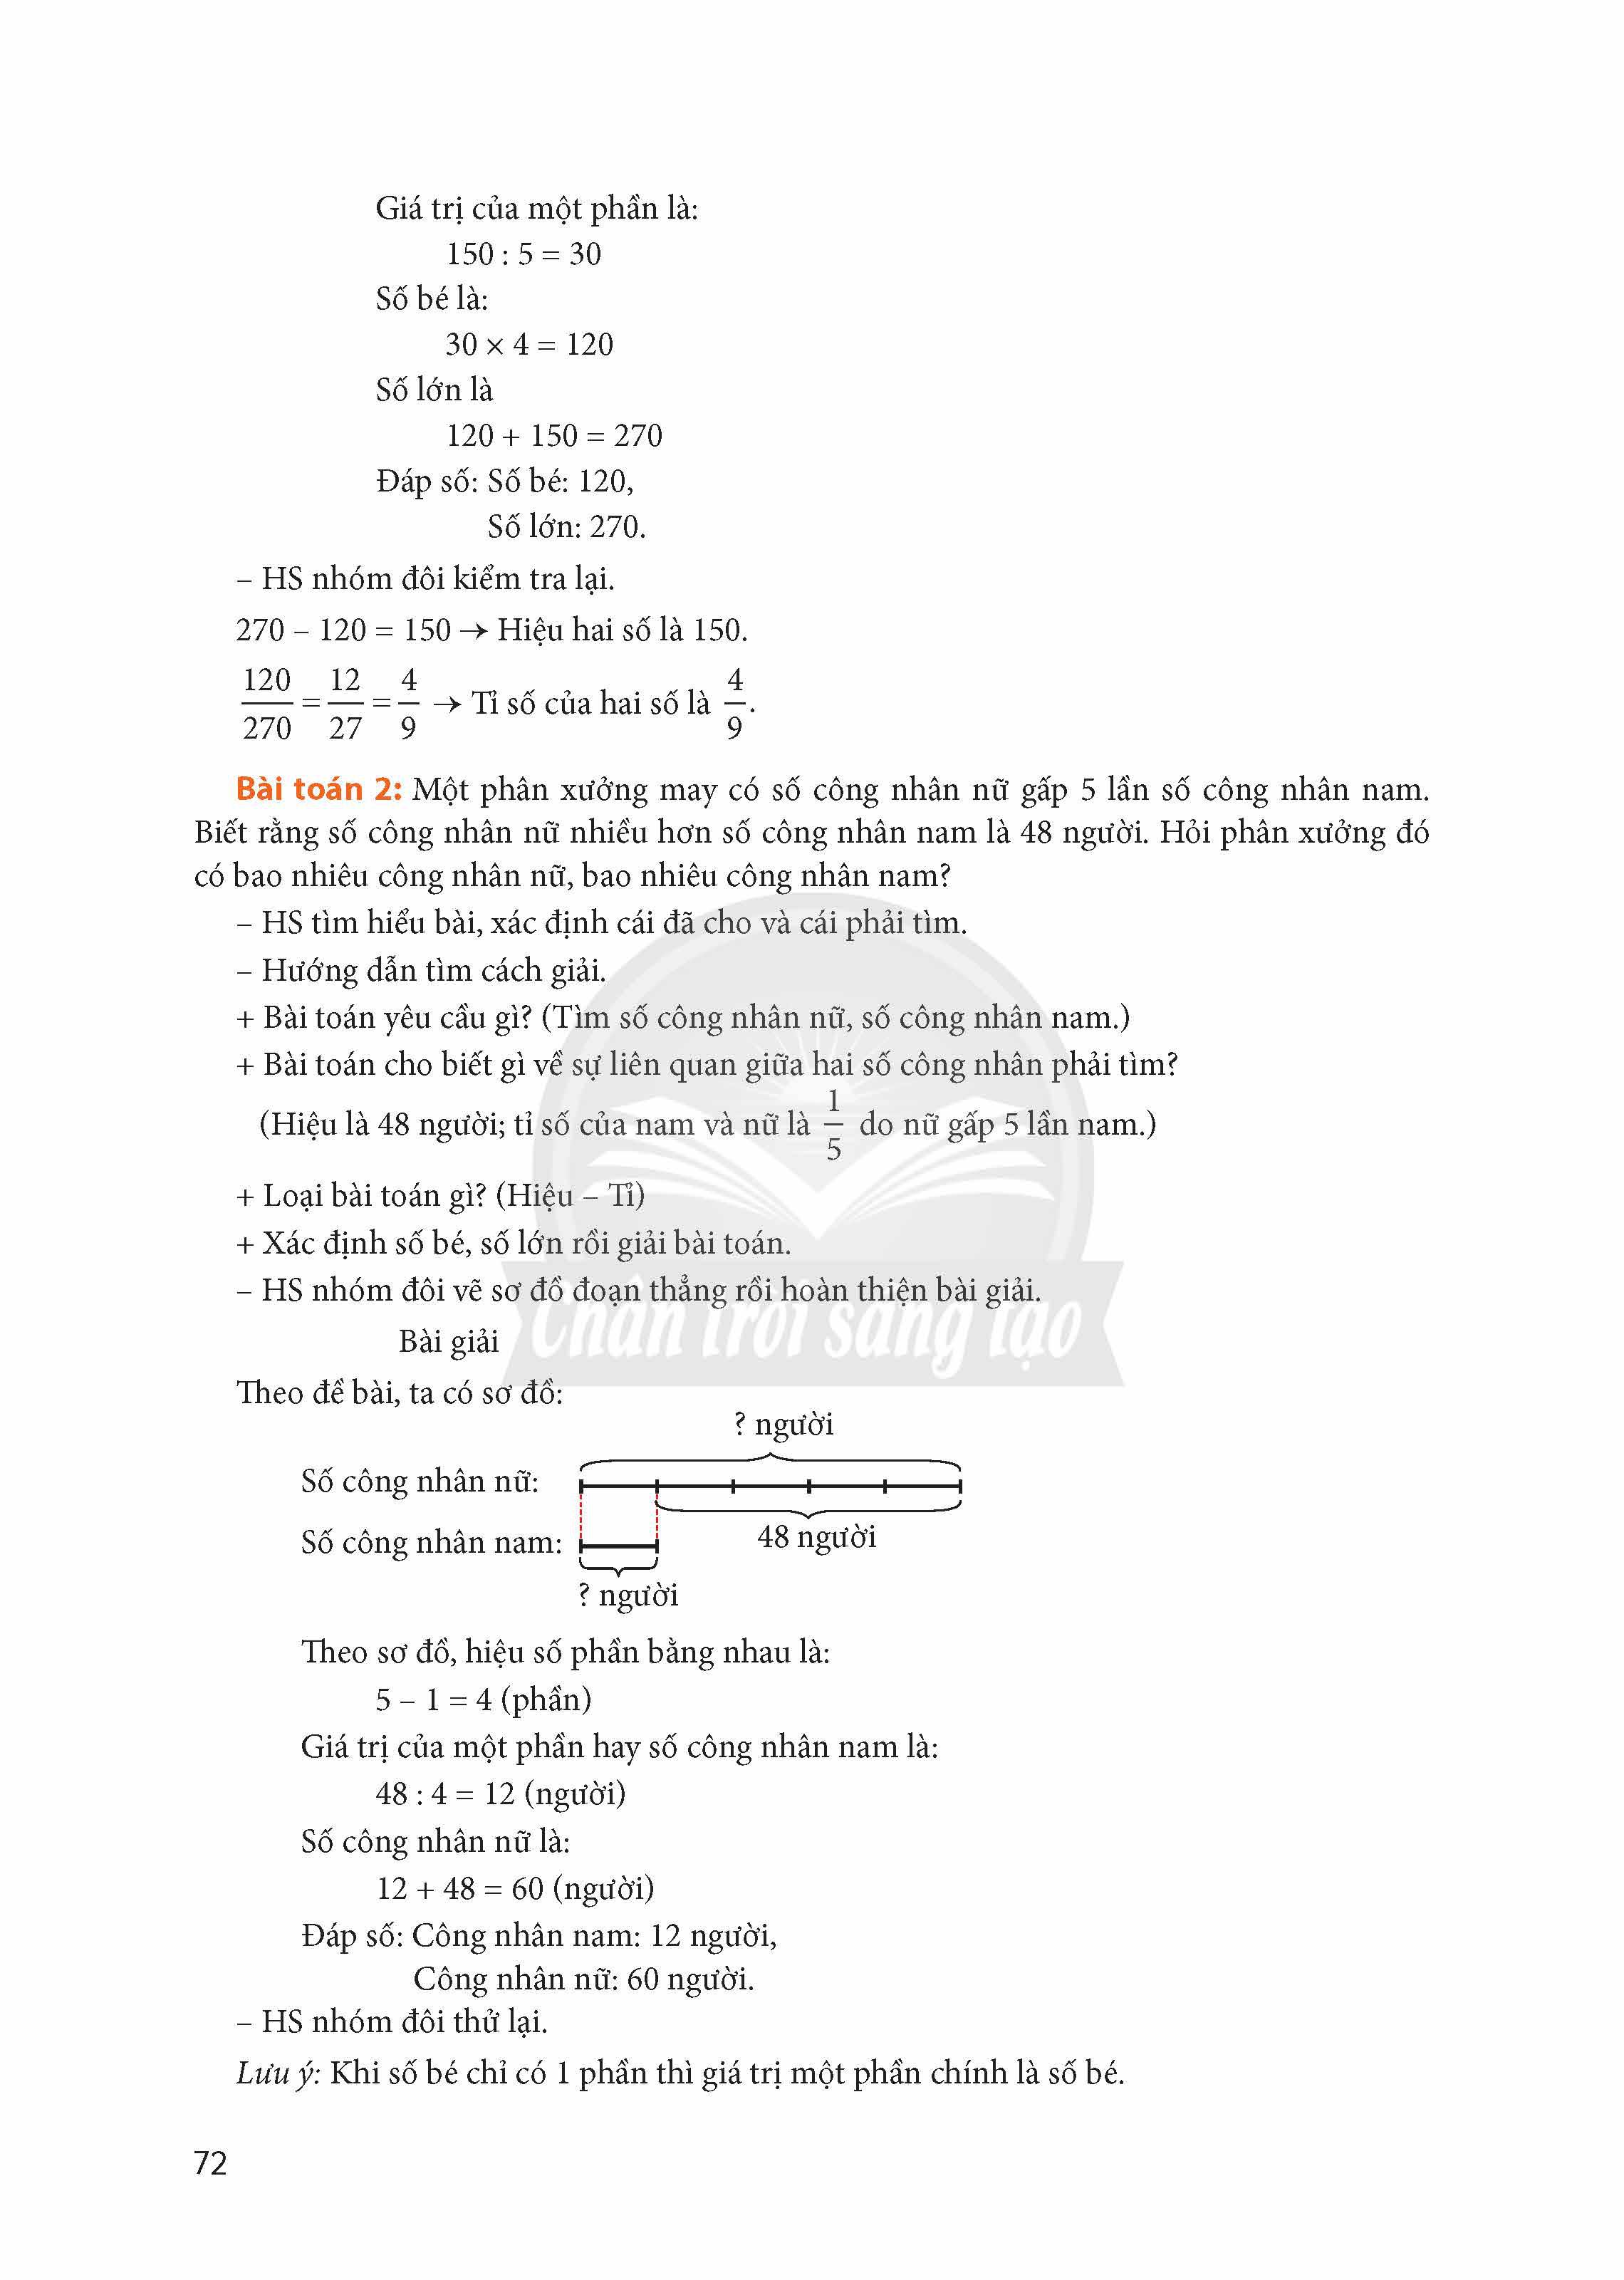 Giá trị của một phần là:
150 : 5 = 30
Số bé là:
30 × 4 = 120
Số lớn là
120 + 150 = 270
Đáp số: Số bé: 120,
Số lớn: 270.
– HS nhóm đôi kiểm tra lại.
270 – 120 = 150 → Hiệu hai số là 150.
120/270 = 12/27 = 4/9 → Tỉ số của hai số là 4/9.
Bài toán 2: Một phân xưởng may có số công nhân nữ gấp 5 lần số công nhân nam.
Biết rằng số công nhân nữ nhiều hơn số công nhân nam là 48 người. Hỏi phân xưởng đó
có bao nhiêu công nhân nữ, bao nhiêu công nhân nam?
– HS tìm hiểu bài, xác định cái đã cho và cái phải tìm.
– Hướng dẫn tìm cách giải.
+ Bài toán yêu cầu gì? (Tìm số công nhân nữ, số công nhân nam.)
+ Bài toán cho biết gì về sự liên quan giữa hai số công nhân phải tìm?
(Hiệu là 48 người; tỉ số của nam và nữ là 1/5 do nữ gấp 5 lần nam.)
+ Loại bài toán gì? (Hiệu – Tỉ)
+ Xác định số bé, số lớn rồi giải bài toán.
– HS nhóm đôi vẽ sơ đồ đoạn thẳng rồi hoàn thiện bài giải.
Chân trời sáng tạo
Bài giải
Theo đề bài, ta có sơ đồ:
? người
Số công nhân nữ:
48 người
Số công nhân nam:
? người
Theo sơ đồ, hiệu số phần bằng nhau là:
5 – 1 = 4 (phần)
Giá trị của một phần hay số công nhân nam là:
48 : 4 = 12 (người)
Số công nhân nữ là:
12 + 48 = 60 (người)
Đáp số: Công nhân nam: 12 người,
Công nhân nữ: 60 người.
– HS nhóm đôi thử lại.
Lưu ý: Khi số bé chỉ có 1 phần thì giá trị một phần chính là số bé.
72